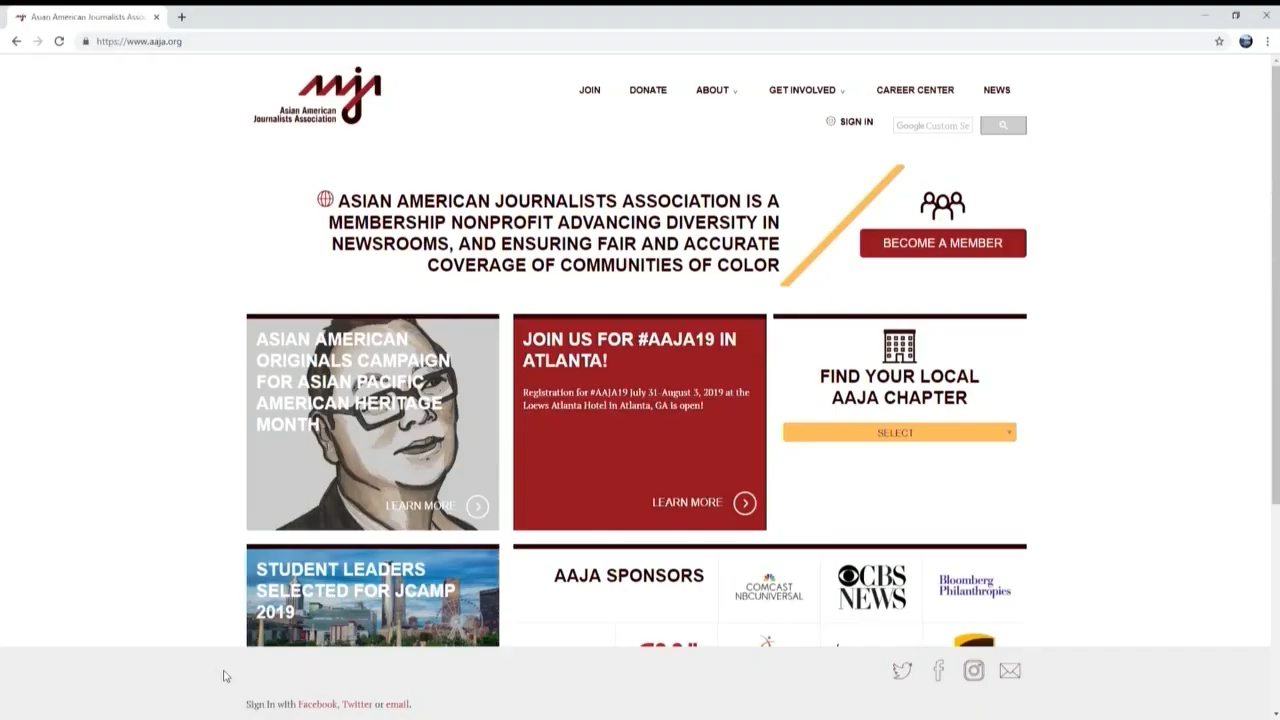 Asian American Journalists Asso
https://www.aaja.org
aaja
Asian American
Journalists Association
JOIN
DONATE
ABOUT
GET INVOLVED
CAREER CENTER
NEWS
SIGN IN
Google Custom Se
ASIAN AMERICAN JOURNALISTS ASSOCIATION IS A
MEMBERSHIP NONPROFIT ADVANCING DIVERSITY IN
NEWSROOMS, AND ENSURING FAIR AND ACCURATE
COVERAGE OF COMMUNITIES OF COLOR
BECOME A MEMBER
ASIAN AMERICAN
ORIGINALS CAMPAIGN
FOR ASIAN PACIFIC
AMERICAN HERITAGE
MONTH
LEARN MORE
JOIN US FOR #AAJA19 IN
ATLANTA!
Registration for #AAJA19 July 31-August 3, 2019 at the
Loews Atlanta Hotel in Atlanta, GA is open!
LEARN MORE
FIND YOUR LOCAL
AAJA CHAPTER
SELECT
STUDENT LEADERS
SELECTED FOR JCAMP
2019
AAJA SPONSORS
COMCAST
NBCUNIVERSAL
CBS
NEWS
Bloomberg
Philanthropies
Sign In with Facebook, Twitter or email.